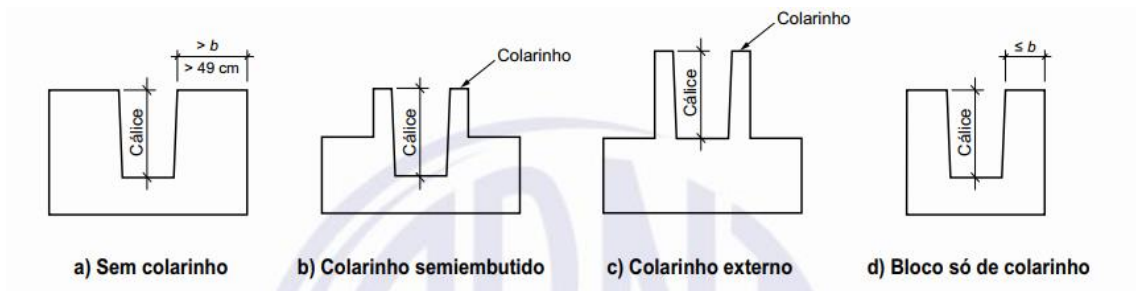 > b
> 49 cm
Cálice
a) Sem colarinho
Colarinho
Cálice
b) Colarinho semiembutido
Colarinho
Cálice
c) Colarinho externo
≤ b
Cálice
d) Bloco só de colarinho